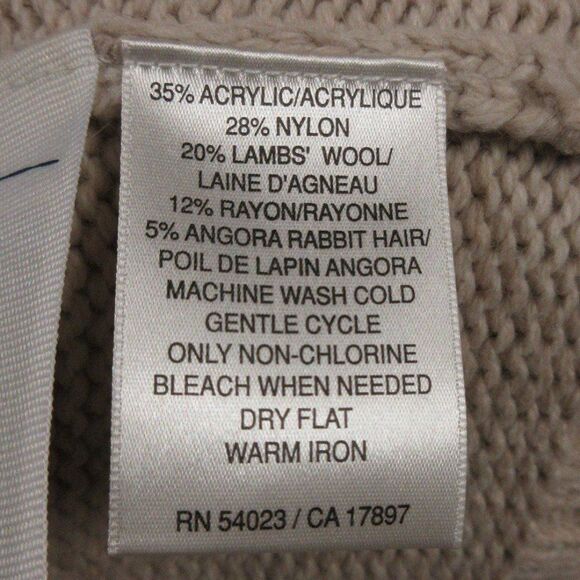 35% ACRYLIC/ACRYLIQUE
28% NYLON
20% LAMBS' WOOL/
LAINE D'AGNEAU
12% RAYON/RAYONNE
5% ANGORA RABBIT HAIR/
POIL DE LAPIN ANGORA
MACHINE WASH COLD
GENTLE CYCLE
ONLY NON-CHLORINE
BLEACH WHEN NEEDED
DRY FLAT
WARM IRON
RN 54023 / CA 17897